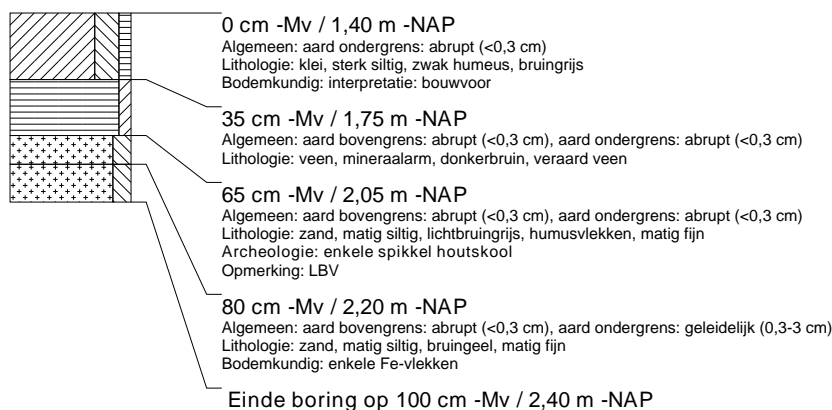 0 cm -Mv / 1,40 m -NAP
Algemeen: aard ondergrens: abrupt (<0,3 cm)
Lithologie: klei, sterk siltig, zwak humeus, bruingrijs
Bodemkundig: interpretatie: bouwvoor
35 cm -Mv / 1,75 m -NAP
Algemeen: aard bovengrens: abrupt (<0,3 cm), aard ondergrens: abrupt (<0,3 cm)
Lithologie: veen, mineraalarm, donkerbruin, veraard veen
65 cm -Mv / 2,05 m -NAP
Algemeen: aard bovengrens: abrupt (<0,3 cm), aard ondergrens: abrupt (<0,3 cm)
Lithologie: zand, matig siltig, lichtbruingrijs, humusvlekken, matig fijn
Archeologie: enkele spikkel houtskool
Opmerking: LBV
80 cm -Mv / 2,20 m -NAP
Algemeen: aard bovengrens: abrupt (<0,3 cm), aard ondergrens: geleidelijk (0,3-3 cm)
Lithologie: zand, matig siltig, bruingeel, matig fijn
Bodemkundig: enkele Fe-vlekken
Einde boring op 100 cm -Mv / 2,40 m -NAP